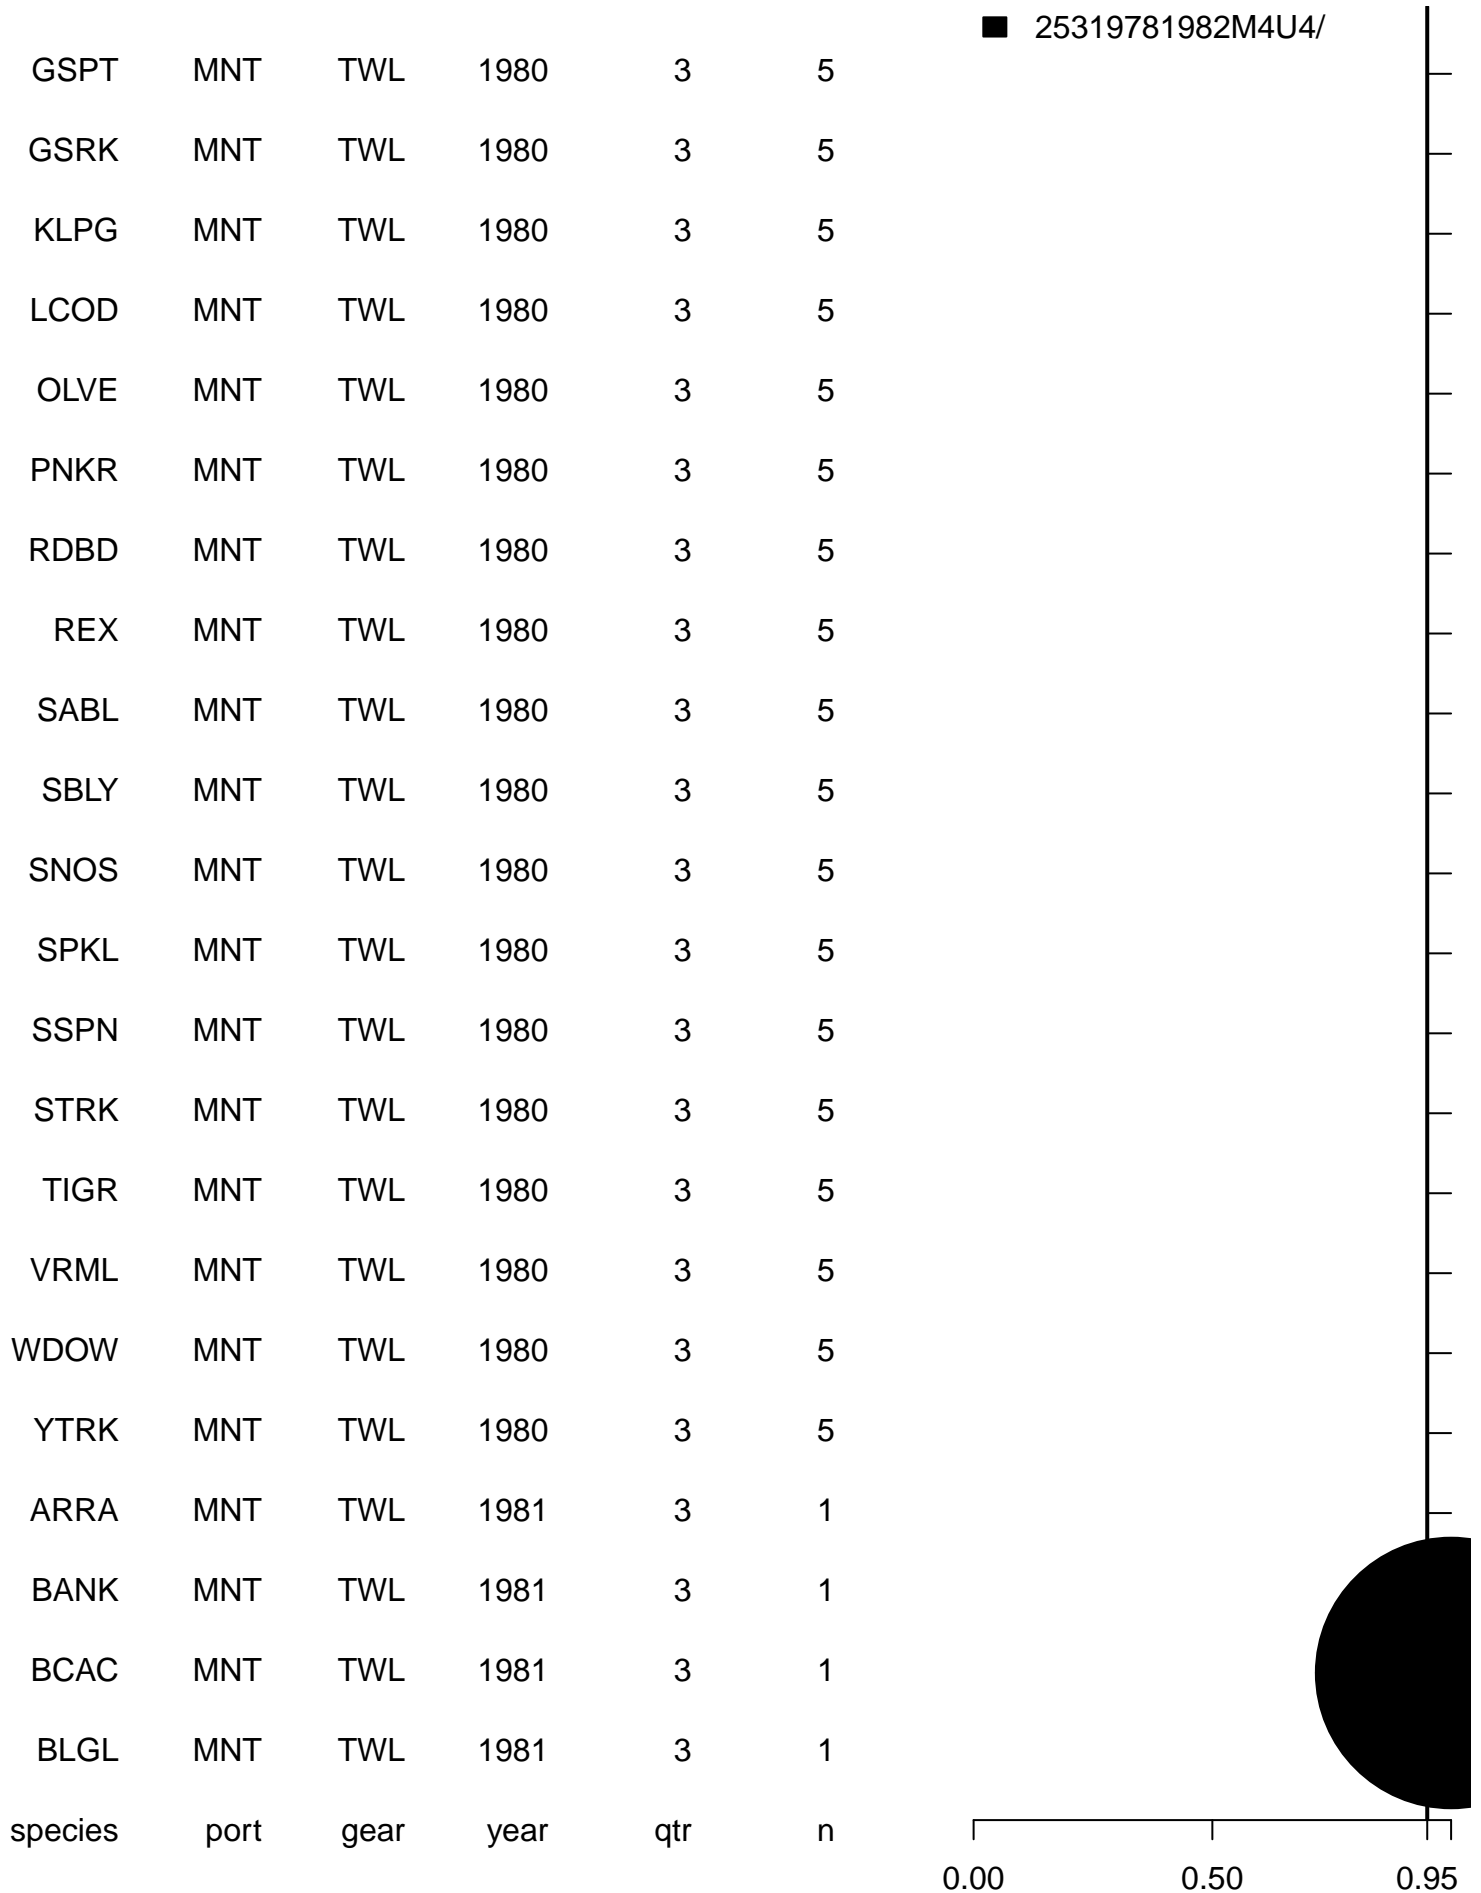 25319781982M4U4/
GSPT MNT TWL 1980 3 5
GSRK MNT TWL 1980 3 5
KLPG MNT TWL 1980 3 5
LCOD MNT TWL 1980 3 5
OLVE MNT TWL 1980 3 5
PNKR MNT TWL 1980 3 5
RDBD MNT TWL 1980 3 5
REX MNT TWL 1980 3 5
SABL MNT TWL 1980 3 5
SBLY MNT TWL 1980 3 5
SNOS MNT TWL 1980 3 5
SPKL MNT TWL 1980 3 5
SSPN MNT TWL 1980 3 5
STRK MNT TWL 1980 3 5
TIGR MNT TWL 1980 3 5
VRML MNT TWL 1980 3 5
WDOW MNT TWL 1980 3 5
YTRK MNT TWL 1980 3 5
ARRA MNT TWL 1981 3 1
BANK MNT TWL 1981 3 1
BCAC MNT TWL 1981 3 1
BLGL MNT TWL 1981 3 1
species port gear year qtr n
0.00 0.50 0.95